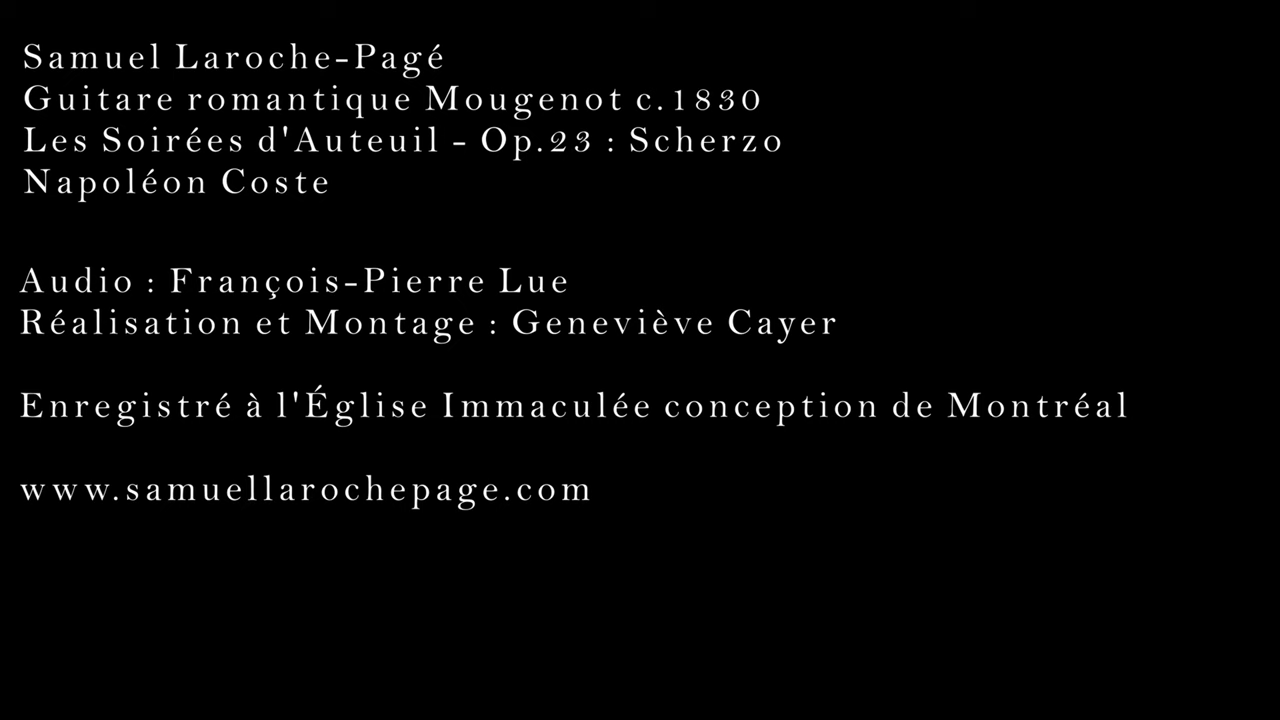 Samuel Laroche-Pagé
Guitare romantique Mougenot c.1830
Les Soirées d'Auteuil - Op.23 : Scherzo
Napoléon Coste
Audio : François-Pierre Lue
Réalisation et Montage : Geneviève Cayer
Enregistré à l'Église Immaculée conception de Montréal
www.samuellarochepage.com